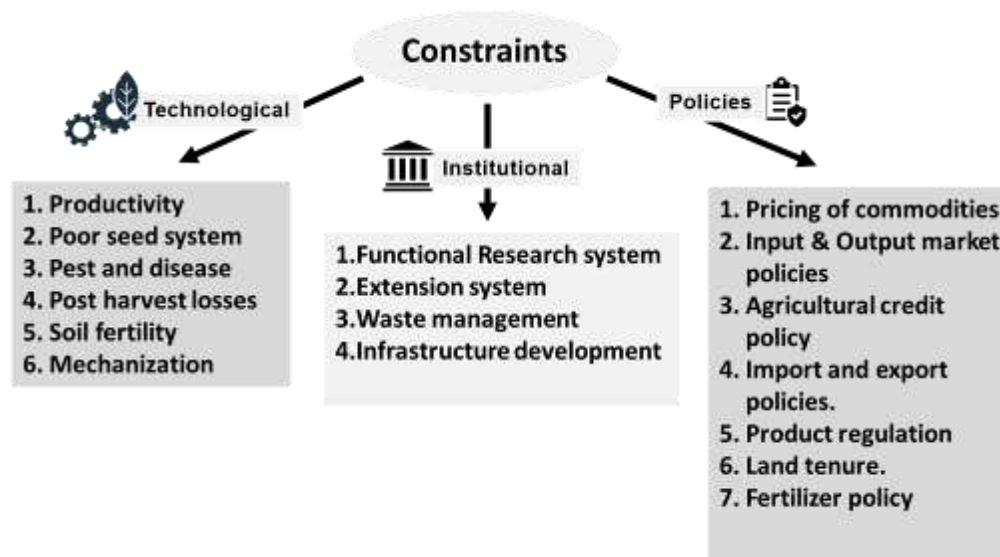 Constraints
Technological
Institutional
Policies
1. Productivity
2. Poor seed system
3. Pest and disease
4. Post harvest losses
5. Soil fertility
6. Mechanization
1.Functional Research system
2.Extension system
3.Waste management
4.Infrastructure development
1. Pricing of commodities
2. Input & Output market
policies
3. Agricultural credit
policy
4. Import and export
policies.
5. Product regulation
6. Land tenure.
7. Fertilizer policy